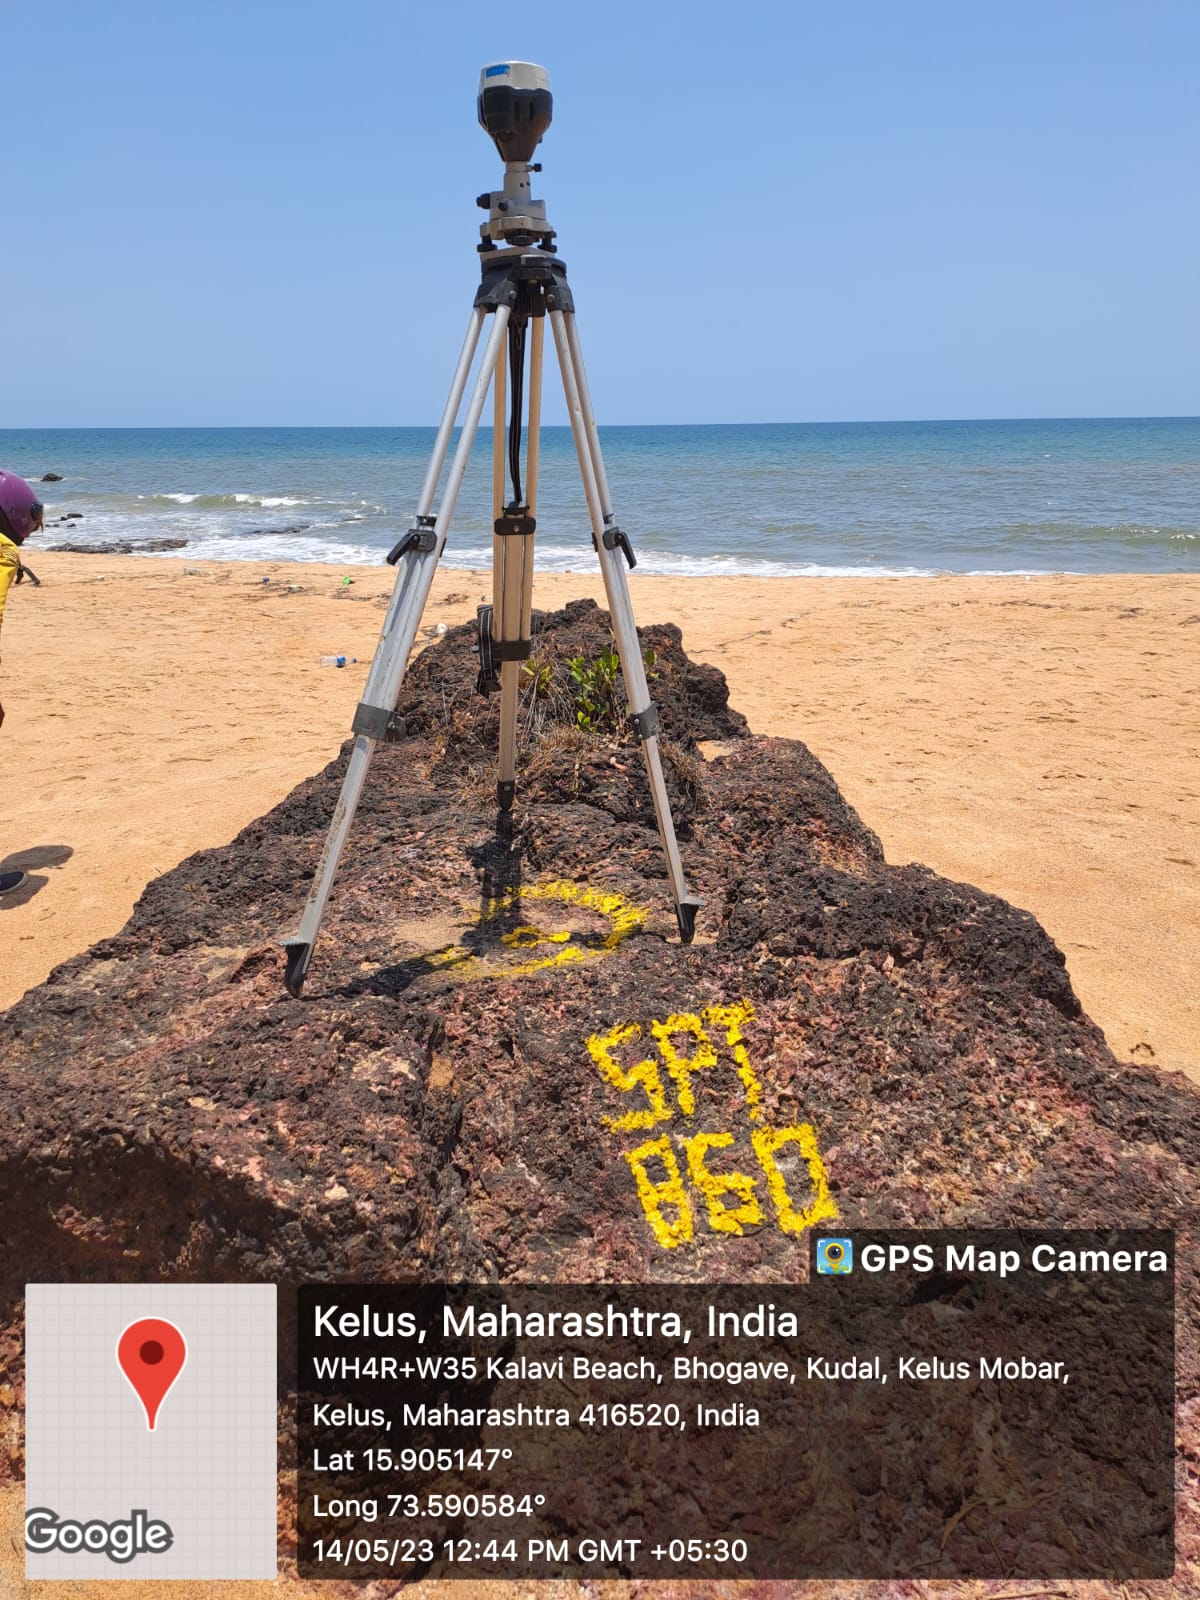 SPT
860
GPS Map Camera
Kelus, Maharashtra, India
WH4R+W35 Kalavi Beach, Bhogave, Kudal, Kelus Mobar,
Kelus, Maharashtra 416520, India
Lat 15.905147°
Long 73.590584°
14/05/23 12:44 PM GMT +05:30
Google